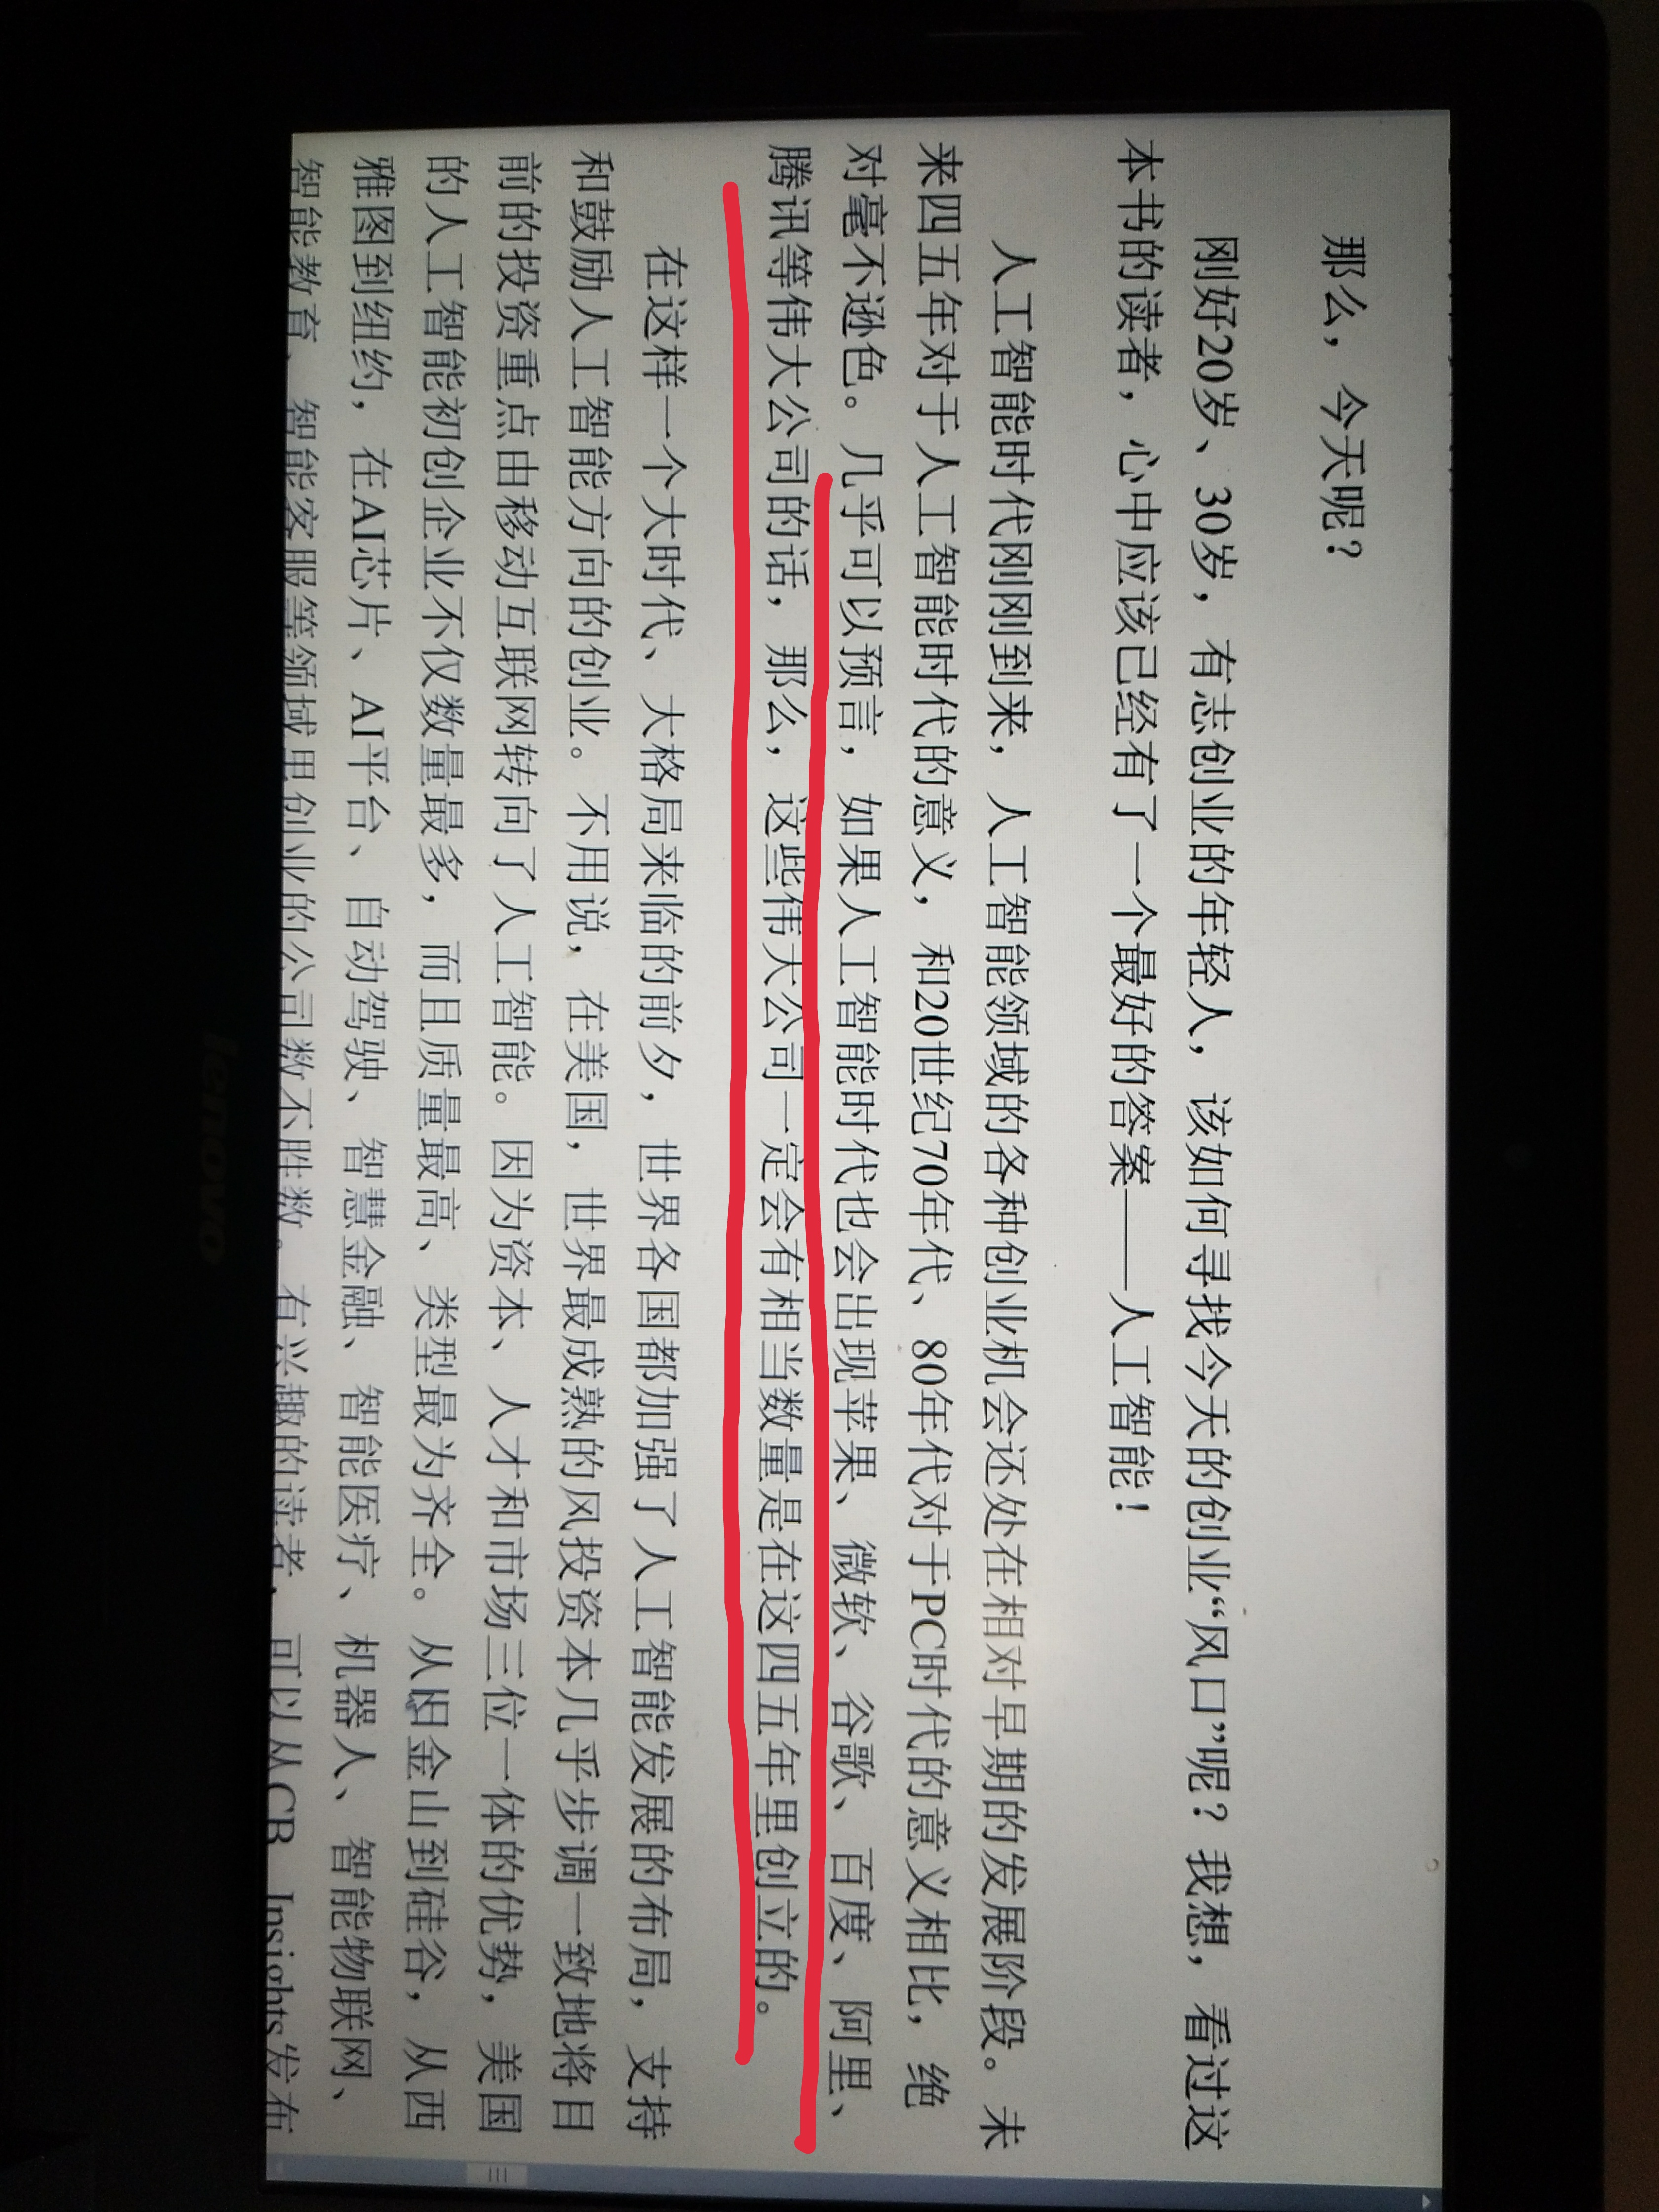 那么，今天呢？
刚好20岁、30岁，有志创业的年轻人，该如何寻找今天的创业“风口”呢？我想，看过这
本书的读者，心中应该已经有了一个最好的答案——人工智能！
人工智能时代刚刚到来，人工智能领域的各种创业机会还处在相对早期的发展阶段。未
来四五年对于人工智能时代的意义，和20世纪70年代、80年代对于PC时代的意义相比，绝
对毫不逊色。几乎可以预言，如果人工智能时代也会出现苹果、微软、谷歌、百度、阿里、
腾讯等伟大公司的话，那么，这些伟大公司一定会有相当数量是在这四五年里创立的。
在这样一个大时代、大格局来临的前夕，世界各国都加强了人工智能发展的布局，支持
和鼓励人工智能方向的创业。不用说，在美国，世界最成熟的风投资本几乎步调一致地将目
前的投资重点由移动互联网转向了人工智能。因为资本、人才和市场三位一体的优势，美国
的人工智能初创企业不仅数量最多，而且质量最高、类型最为齐全。从旧金山到硅谷，从西
雅图到纽约，在AI芯片、AI平台、自动驾驶、智慧金融、智能医疗、机器人、智能物联网、
智能教育、智能客服等领域里创业的公司数不胜数。有兴趣的读者，可以从CB Insights发布
lenovo